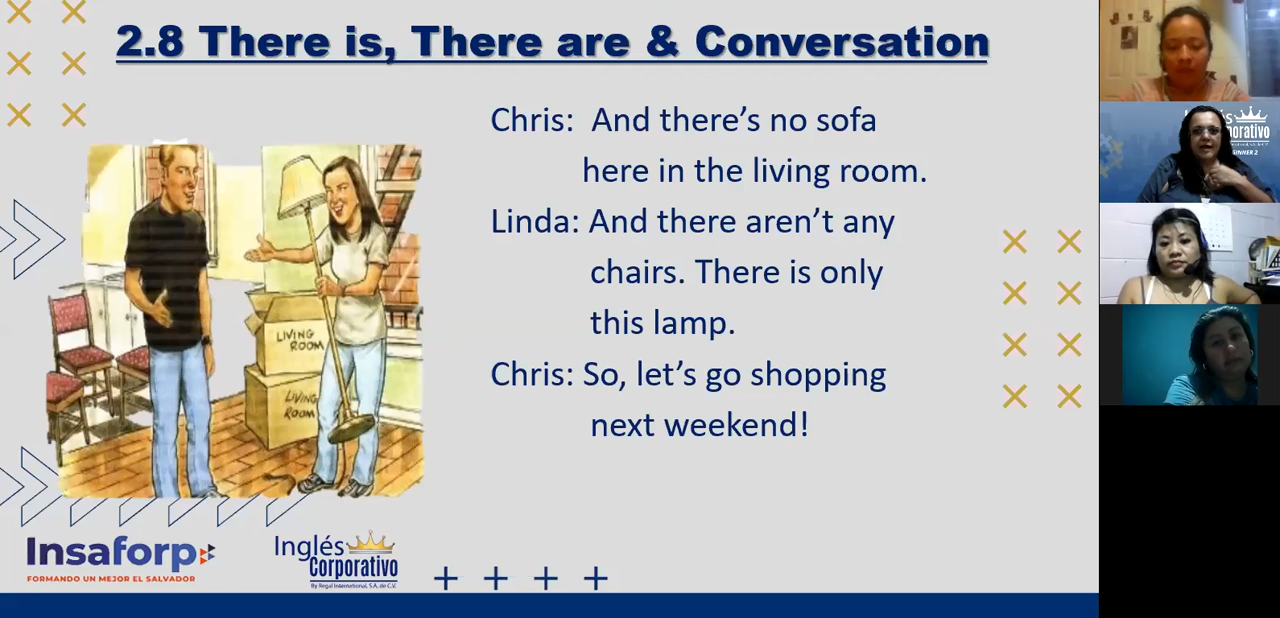 2.8 There is, There are & Conversation
Chris: And there's no sofa
here in the living room.
Linda: And there aren't any
chairs. There is only
this lamp.
Chris: So, let's go shopping
next weekend!
LIVING
ROOM
LIVING
ROOM
Insaforp
FORMANDO UN MEJOR EL SALVADOR
Inglés
Corporativo
By Regal International, S.A. de C.V.